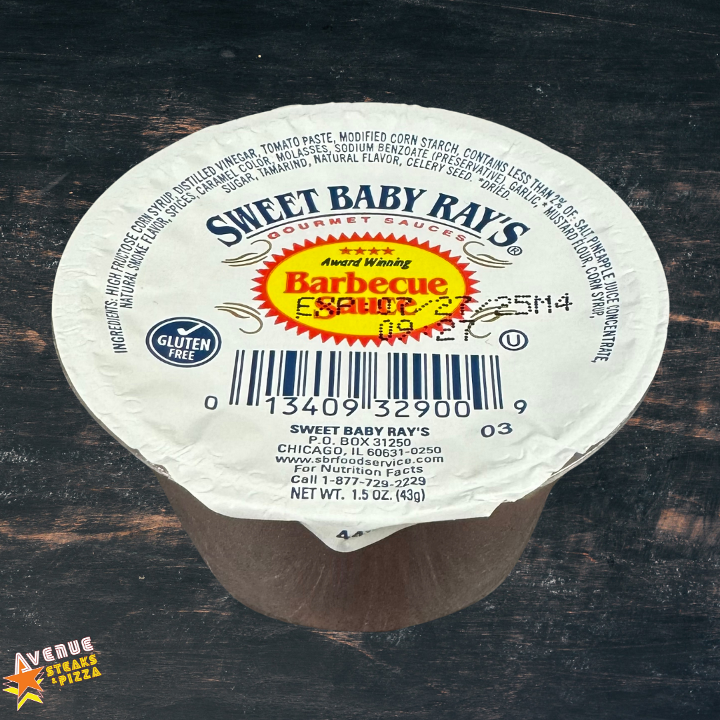 INGREDIENTS: HIGH FRUCTOSE CORN SYRUP, DISTILLED VINEGAR, TOMATO PASTE, MODIFIED CORN STARCH, CONTAINS LESS THAN 2% OF: SALT, PINEAPPLE JUICE CONCENTRATE,
NATURAL SMOKE FLAVOR, SPICES, CARAMEL COLOR, MOLASSES, SODIUM BENZOATE (PRESERVATIVE), GARLIC,* MUSTARD FLOUR, CORN SYRUP,
SUGAR, TAMARIND, NATURAL FLAVOR, CELERY SEED. *DRIED.
SWEET BABY RAY'S®
GOURMET SAUCES
Award Winning
Barbecue
Sauce
25M4
09:27
GLUTEN
FREE
U
0 13409 32900 9
03
SWEET BABY RAY'S
P.O. BOX 31250
CHICAGO, IL 60631-0250
www.sbrfoodservice.com
For Nutrition Facts
Call 1-877-729-2229
NET WT. 1.5 OZ. (43g)
AVENUE
STEAKS
& PIZZA